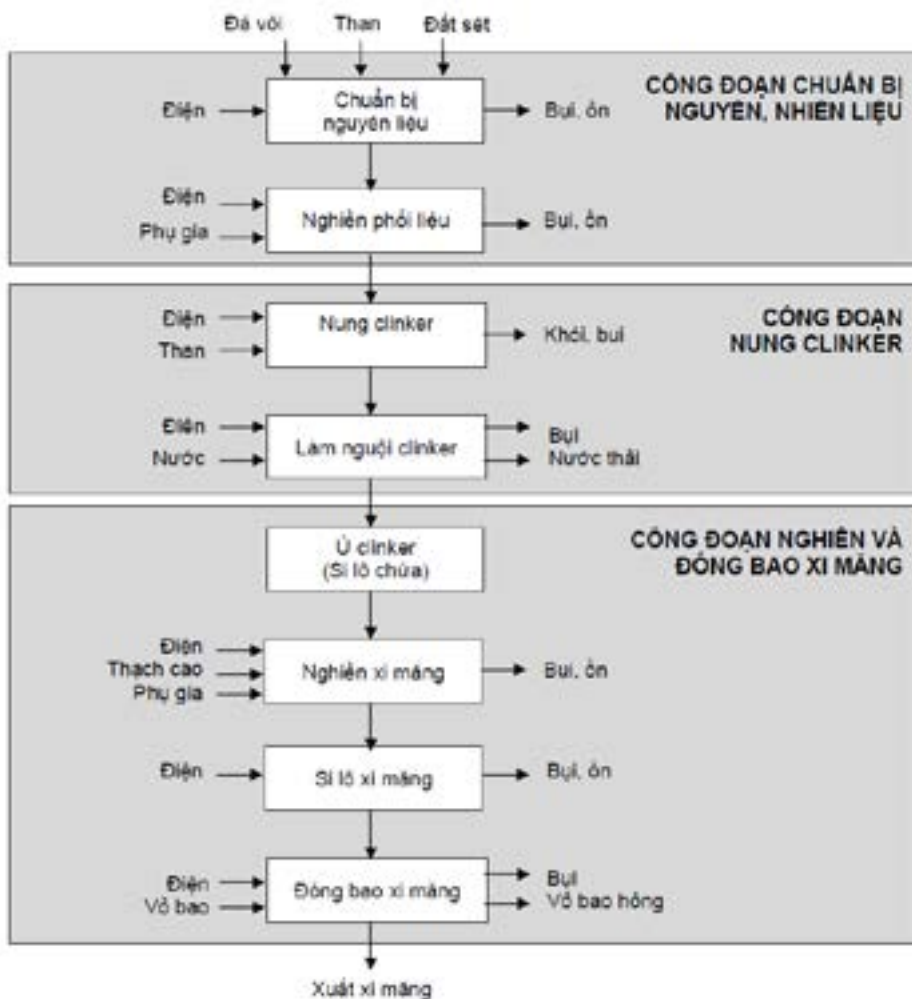 Đá vôi Than Đất sét
CÔNG ĐOẠN CHUẨN BỊ
NGUYÊN, NHIÊN LIỆU
Điện
Chuẩn bị
nguyên liệu
Bụi, ồn
Điện
Phụ gia
Nghiền phối liệu
Bụi, ồn
CÔNG ĐOẠN
NUNG CLINKER
Điện
Than
Nung clinker
Khói, bụi
Điện
Nước
Làm nguội clinker
Bụi
Nước thải
CÔNG ĐOẠN NGHIỀN VÀ
ĐÓNG BAO XI MĂNG
Ủ clinker
(Si lô chứa)
Điện
Thạch cao
Phụ gia
Nghiền xi măng
Bụi, ồn
Điện
Si lô xi măng
Bụi, ồn
Điện
Vỏ bao
Đóng bao xi măng
Bụi
Vỏ bao hỏng
Xuất xi măng